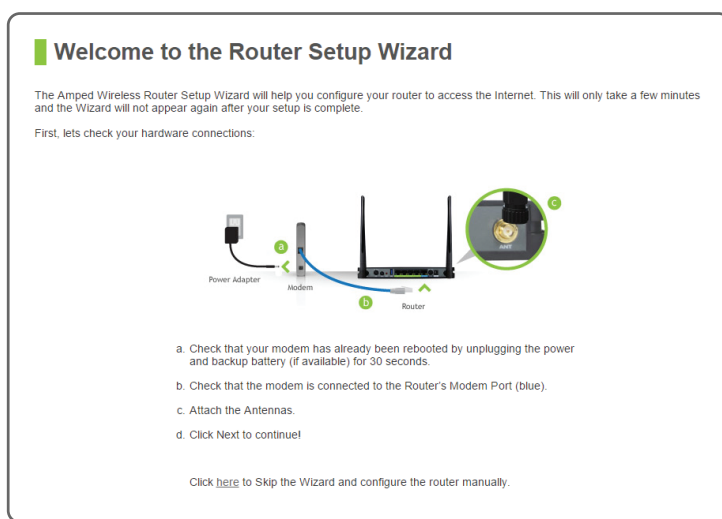 Welcome to the Router Setup Wizard
The Amped Wireless Router Setup Wizard will help you configure your router to access the Internet. This will only take a few minutes
and the Wizard will not appear again after your setup is complete.
First, lets check your hardware connections:
a
c
ANT
Power Adapter
Modem
b
Router
a. Check that your modem has already been rebooted by unplugging the power
and backup battery (if available) for 30 seconds.
b. Check that the modem is connected to the Router's Modem Port (blue).
c. Attach the Antennas.
d. Click Next to continue!
Click here to Skip the Wizard and configure the router manually.